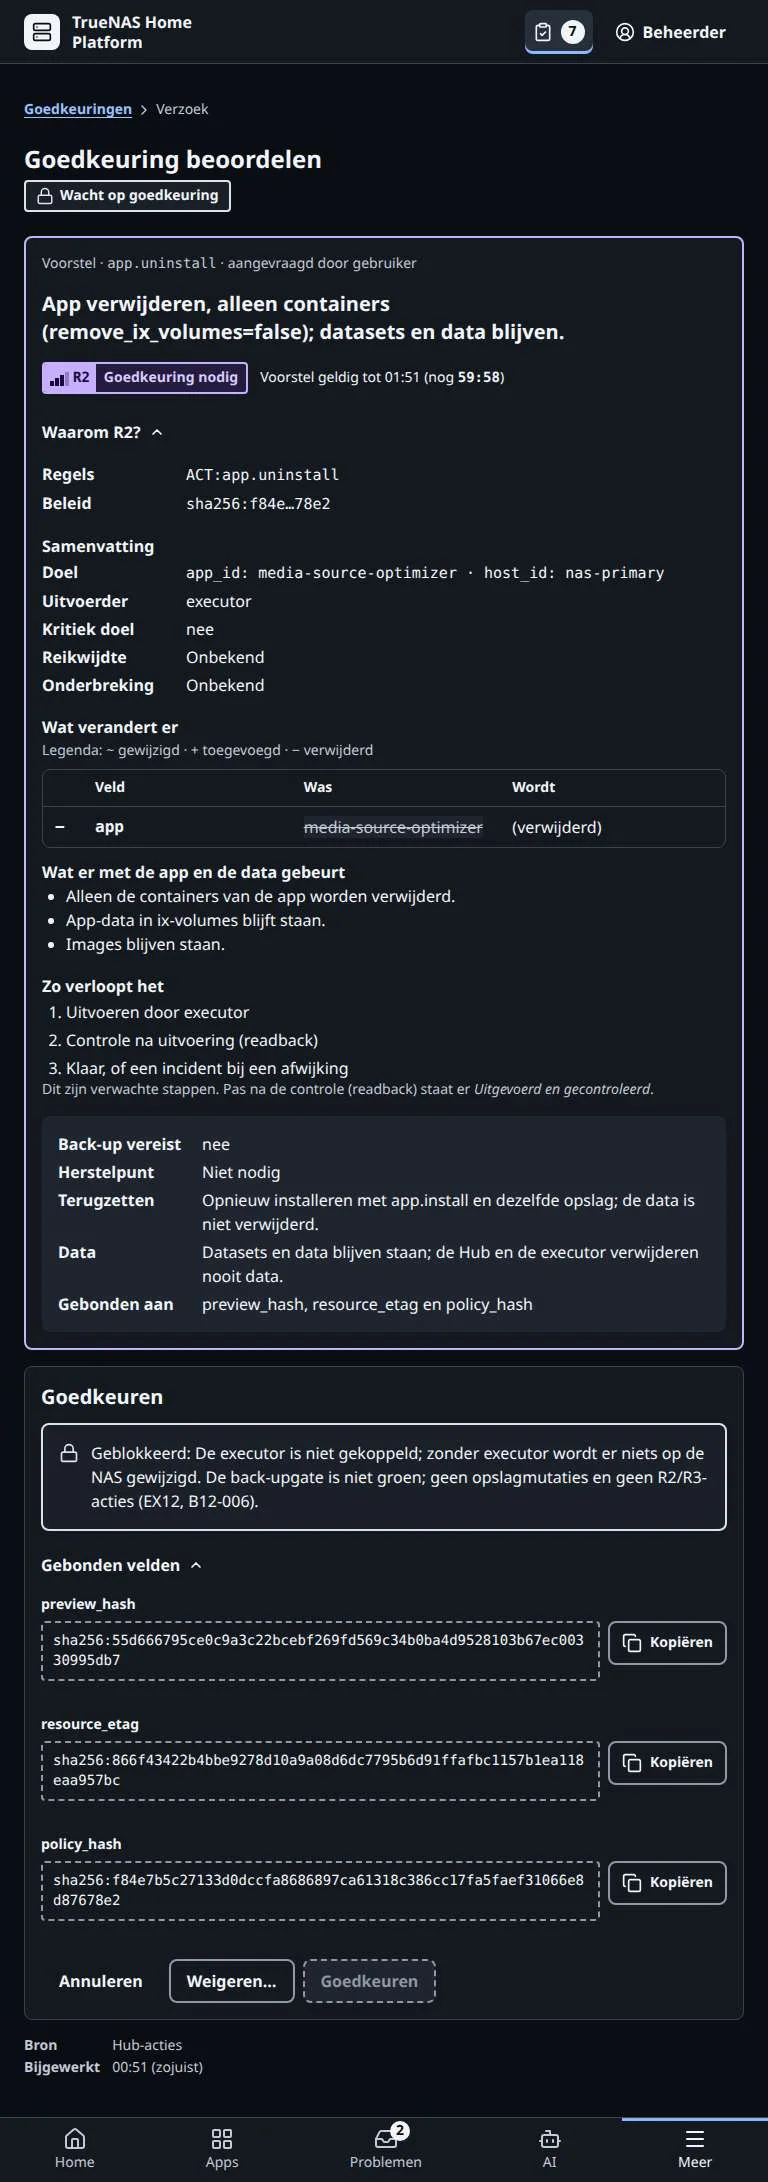 TrueNAS Home
Platform
7
Beheerder
Goedkeuringen > Verzoek
Goedkeuring beoordelen
Wacht op goedkeuring
Voorstel · app.uninstall · aangevraagd door gebruiker
App verwijderen, alleen containers
(remove_ix_volumes=false); datasets en data blijven.
R2 Goedkeuring nodig Voorstel geldig tot 01:51 (nog 59:58)
Waarom R2?
Regels ACT:app.uninstall
Beleid sha256:f84e…78e2
Samenvatting
Doel app_id: media-source-optimizer · host_id: nas-primary
Uitvoerder executor
Kritiek doel nee
Reikwijdte Onbekend
Onderbreking Onbekend
Wat verandert er
Legenda: ~ gewijzigd · + toegevoegd · − verwijderd
Veld Was Wordt
− app media-source-optimizer (verwijderd)
Wat er met de app en de data gebeurt
• Alleen de containers van de app worden verwijderd.
• App-data in ix-volumes blijft staan.
• Images blijven staan.
Zo verloopt het
1. Uitvoeren door executor
2. Controle na uitvoering (readback)
3. Klaar, of een incident bij een afwijking
Dit zijn verwachte stappen. Pas na de controle (readback) staat er Uitgevoerd en gecontroleerd.
Back-up vereist nee
Herstelpunt Niet nodig
Terugzetten Opnieuw installeren met app.install en dezelfde opslag; de data is
niet verwijderd.
Data Datasets en data blijven staan; de Hub en de executor verwijderen
nooit data.
Gebonden aan preview_hash, resource_etag en policy_hash
Goedkeuren
Geblokkeerd: De executor is niet gekoppeld; zonder executor wordt er niets op de
NAS gewijzigd. De back-upgate is niet groen; geen opslagmutaties en geen R2/R3-
acties (EX12, B12-006).
Gebonden velden
preview_hash
sha256:55d666795ce0c9a3c22bcebf269fd569c34b0ba4d9528103b67ec003
30995db7
Kopiëren
resource_etag
sha256:866f43422b4bbe9278d10a9a08d6dc7795b6d91ffafbc1157b1ea118
eaa957bc
Kopiëren
policy_hash
sha256:f84e7b5c27133d0dccfa8686897ca61318c386cc17fa5faef31066e8
d87678e2
Kopiëren
Annuleren Weigeren… Goedkeuren
Bron Hub-acties
Bijgewerkt 00:51 (zojuist)
2
Home Apps Problemen AI Meer